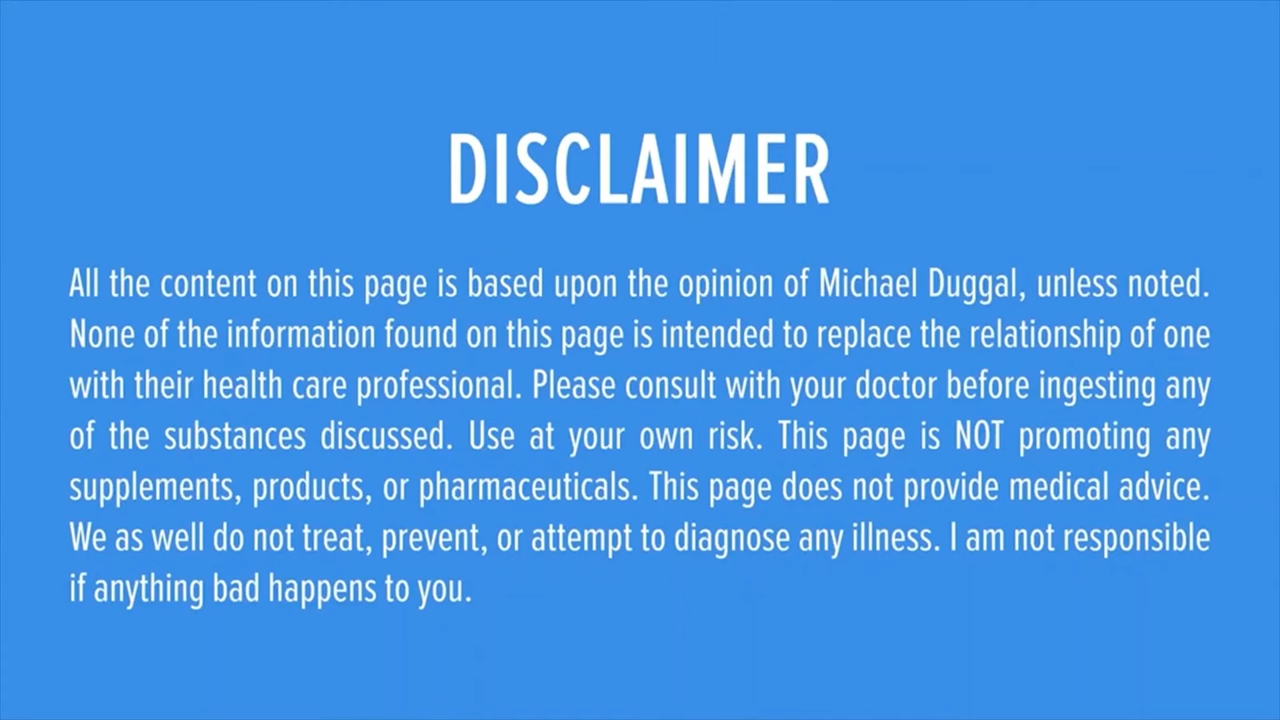 DISCLAIMER
All the content on this page is based upon the opinion of Michael Duggal, unless noted.
None of the information found on this page is intended to replace the relationship of one
with their health care professional. Please consult with your doctor before ingesting any
of the substances discussed. Use at your own risk. This page is NOT promoting any
supplements, products, or pharmaceuticals. This page does not provide medical advice.
We as well do not treat, prevent, or attempt to diagnose any illness. I am not responsible
if anything bad happens to you.